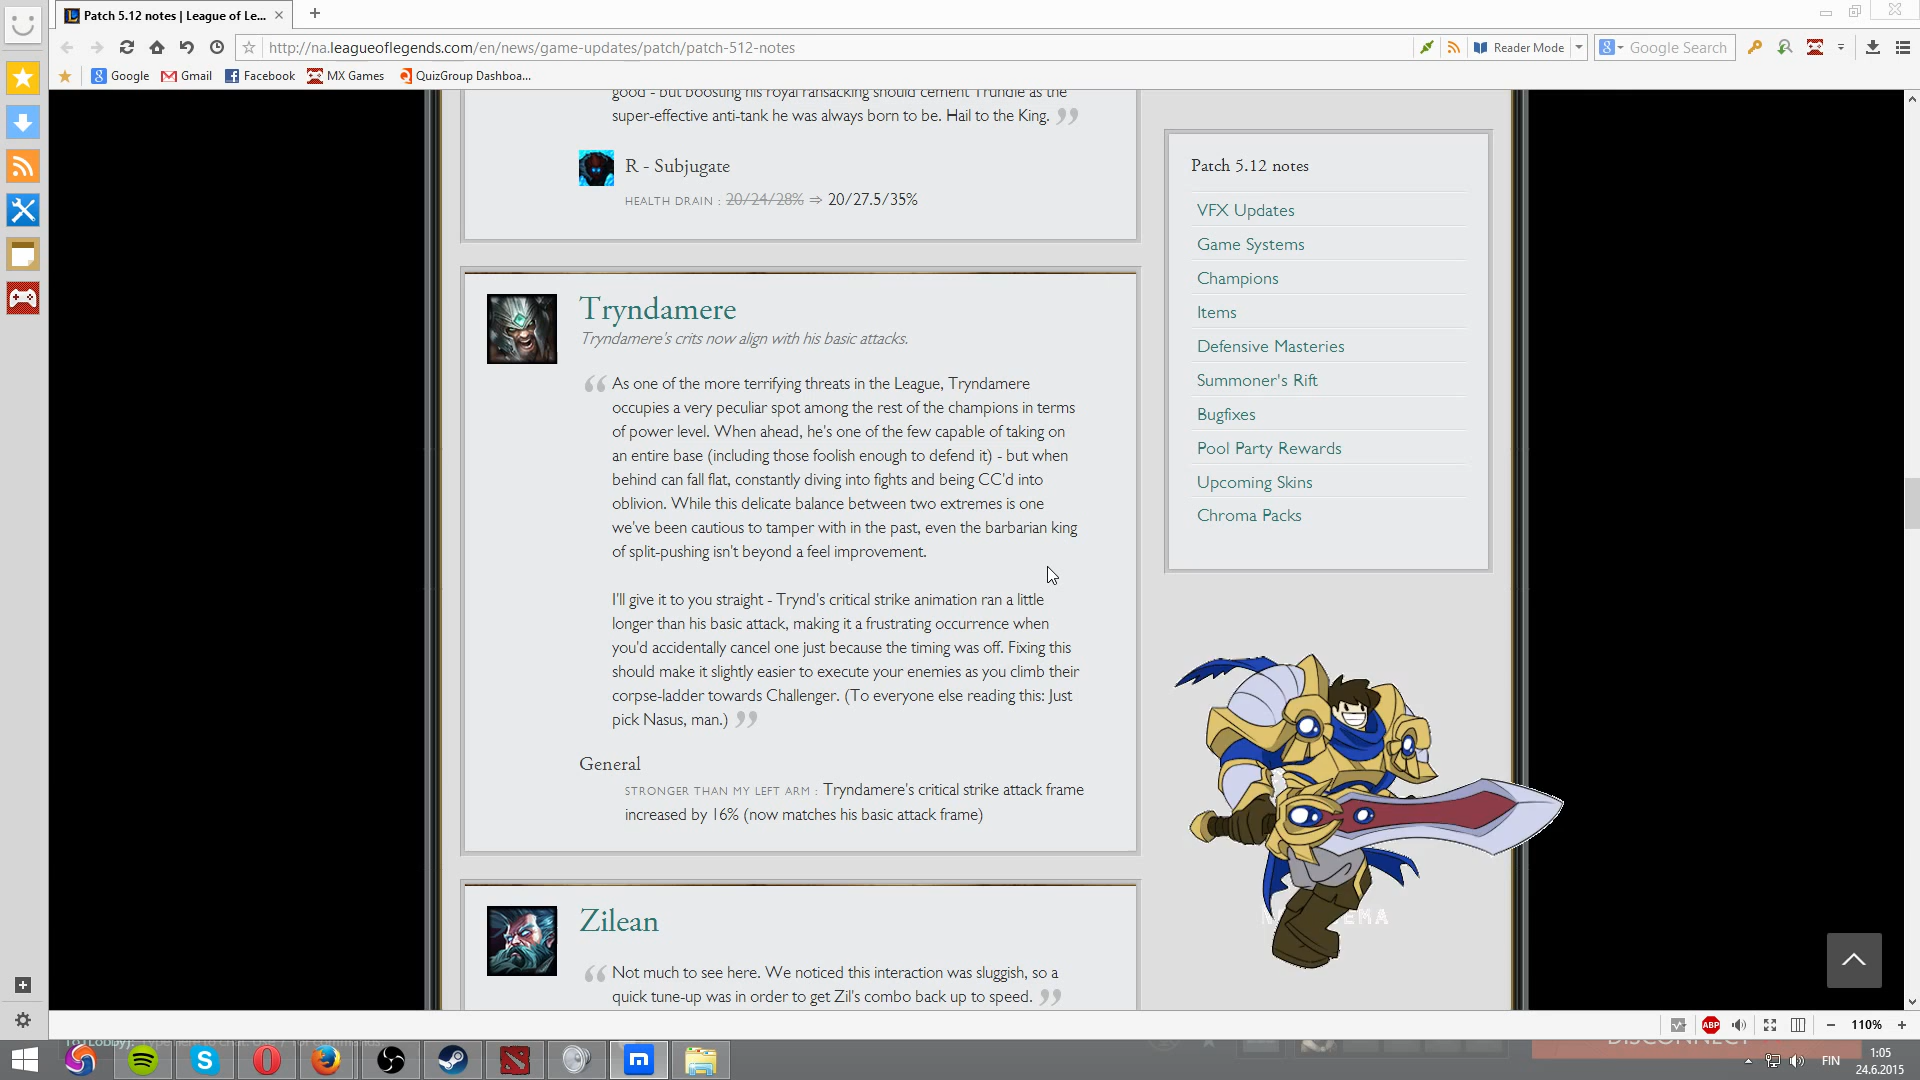 Patch 5.12 notes | League of Le...
http://na.leagueoflegends.com/en/news/game-updates/patch/patch-512-notes
Reader Mode
Google Search
Google
Gmail
Facebook
MX Games
QuizGroup Dashboa...
good - but boosting his royal ransacking should cement Trundle as the
super-effective anti-tank he was always born to be. Hail to the King.
R - Subjugate
HEALTH DRAIN : 20/24/28% ⇒ 20/27.5/35%
Tryndamere
Tryndamere's crits now align with his basic attacks.
As one of the more terrifying threats in the League, Tryndamere
occupies a very peculiar spot among the rest of the champions in terms
of power level. When ahead, he's one of the few capable of taking on
an entire base (including those foolish enough to defend it) - but when
behind can fall flat, constantly diving into fights and being CC'd into
oblivion. While this delicate balance between two extremes is one
we've been cautious to tamper with in the past, even the barbarian king
of split-pushing isn't beyond a feel improvement.
I'll give it to you straight - Trynd's critical strike animation ran a little
longer than his basic attack, making it a frustrating occurrence when
you'd accidentally cancel one just because the timing was off. Fixing this
should make it slightly easier to execute your enemies as you climb their
corpse-ladder towards Challenger. (To everyone else reading this: Just
pick Nasus, man.)
General
STRONGER THAN MY LEFT ARM : Tryndamere's critical strike attack frame
increased by 16% (now matches his basic attack frame)
Zilean
Not much to see here. We noticed this interaction was sluggish, so a
quick tune-up was in order to get Zil's combo back up to speed.
Patch 5.12 notes
VFX Updates
Game Systems
Champions
Items
Defensive Masteries
Summoner's Rift
Bugfixes
Pool Party Rewards
Upcoming Skins
Chroma Packs
ABP
110%
To Lobby):
DISCONNECT
FIN
1:05
24.6.2015